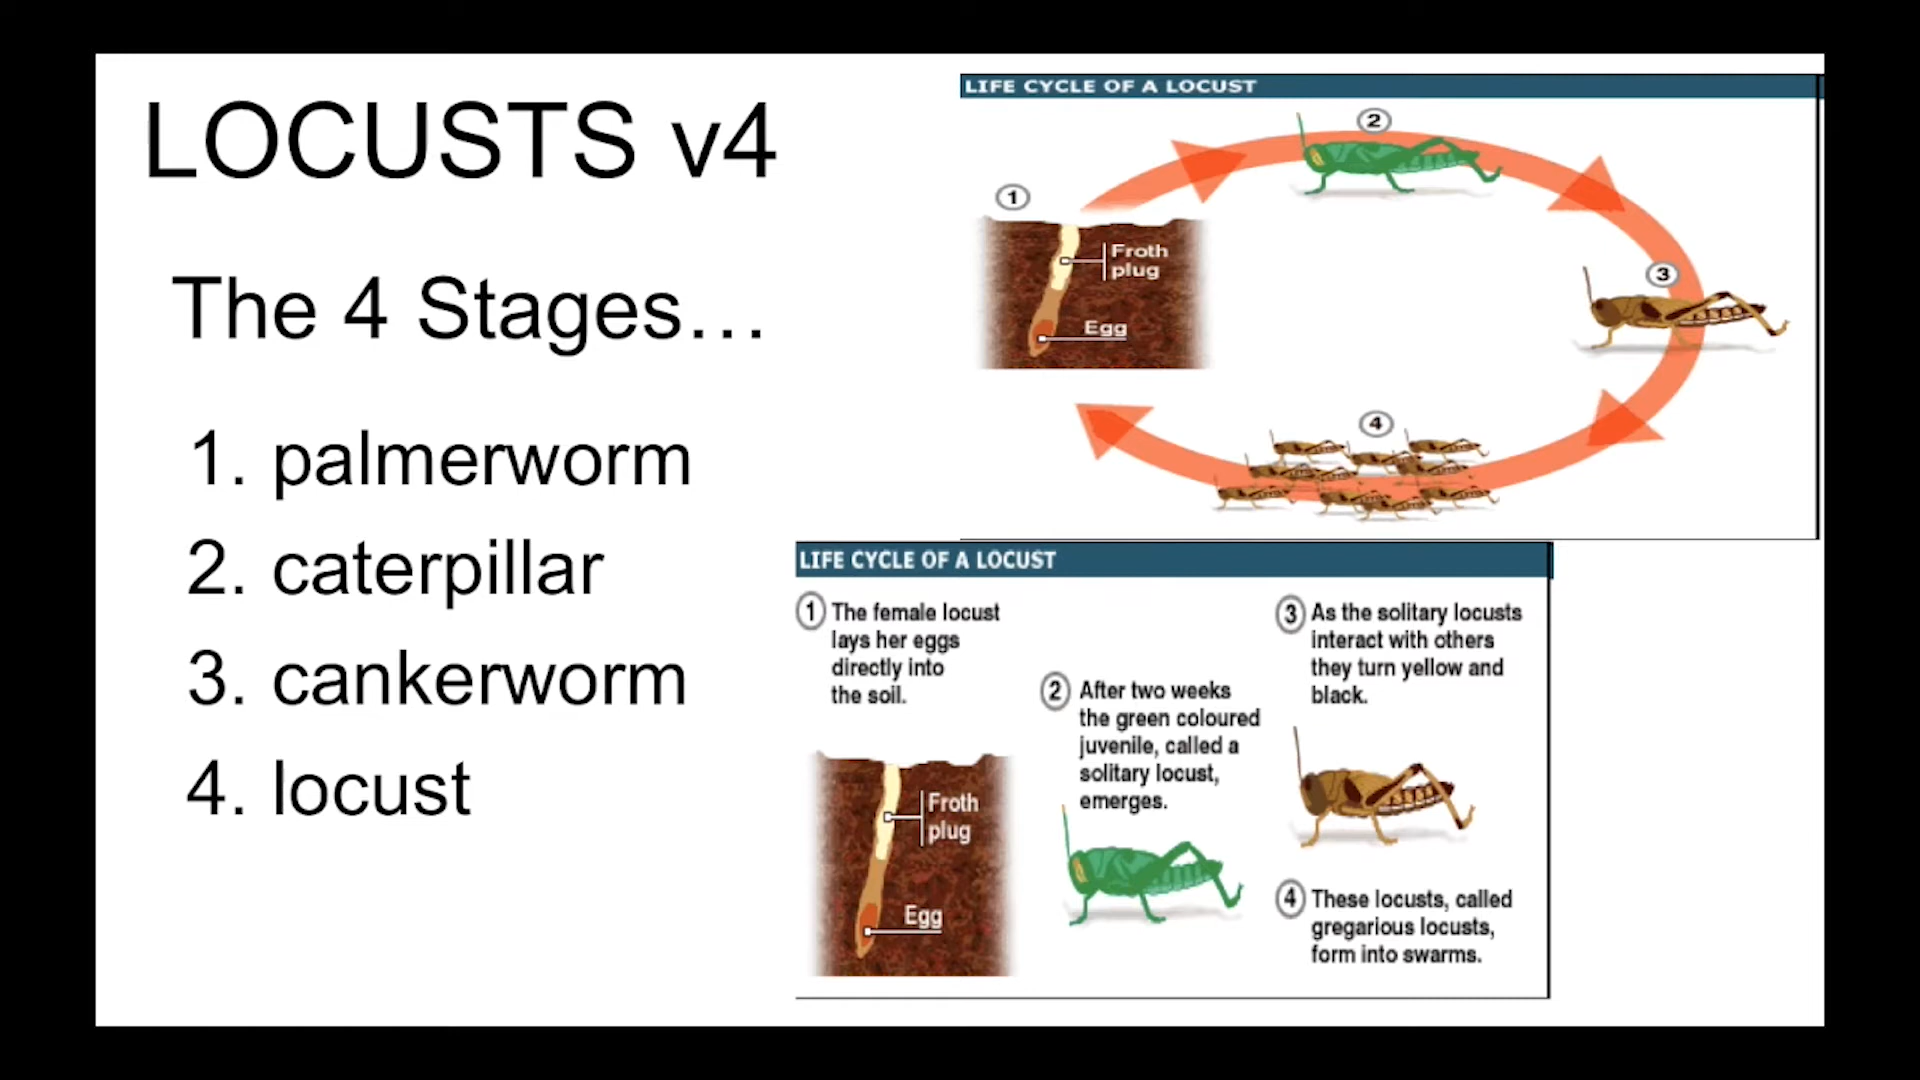 LOCUSTS v4
The 4 Stages…
1. palmerworm
2. caterpillar
3. cankerworm
4. locust
LIFE CYCLE OF A LOCUST
1
2
3
4
Froth
plug
Egg
LIFE CYCLE OF A LOCUST
1 The female locust
lays her eggs
directly into
the soil.
Froth
plug
Egg
2 After two weeks
the green coloured
juvenile, called a
solitary locust,
emerges.
3 As the solitary locusts
interact with others
they turn yellow and
black.
4 These locusts, called
gregarious locusts,
form into swarms.